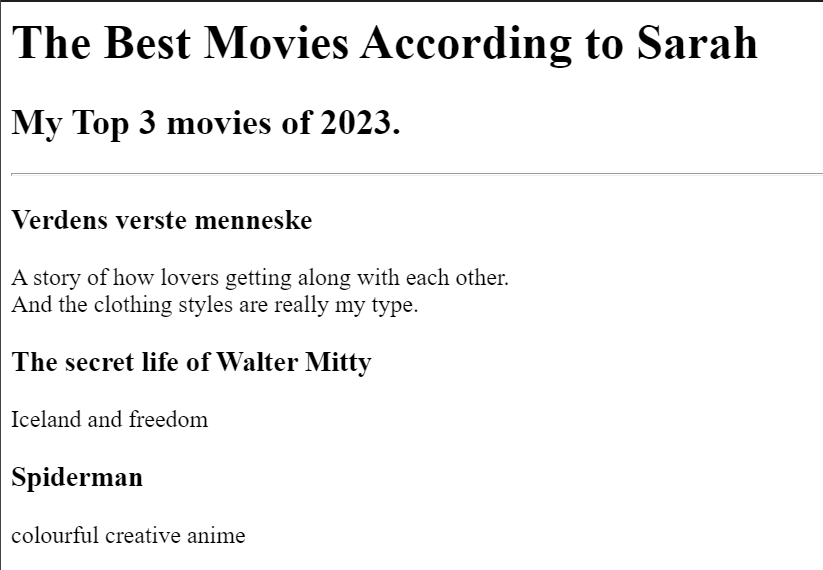 The Best Movies According to Sarah
My Top 3 movies of 2023.
Verdens verste menneske
A story of how lovers getting along with each other.
And the clothing styles are really my type.
The secret life of Walter Mitty
Iceland and freedom
Spiderman
colourful creative anime